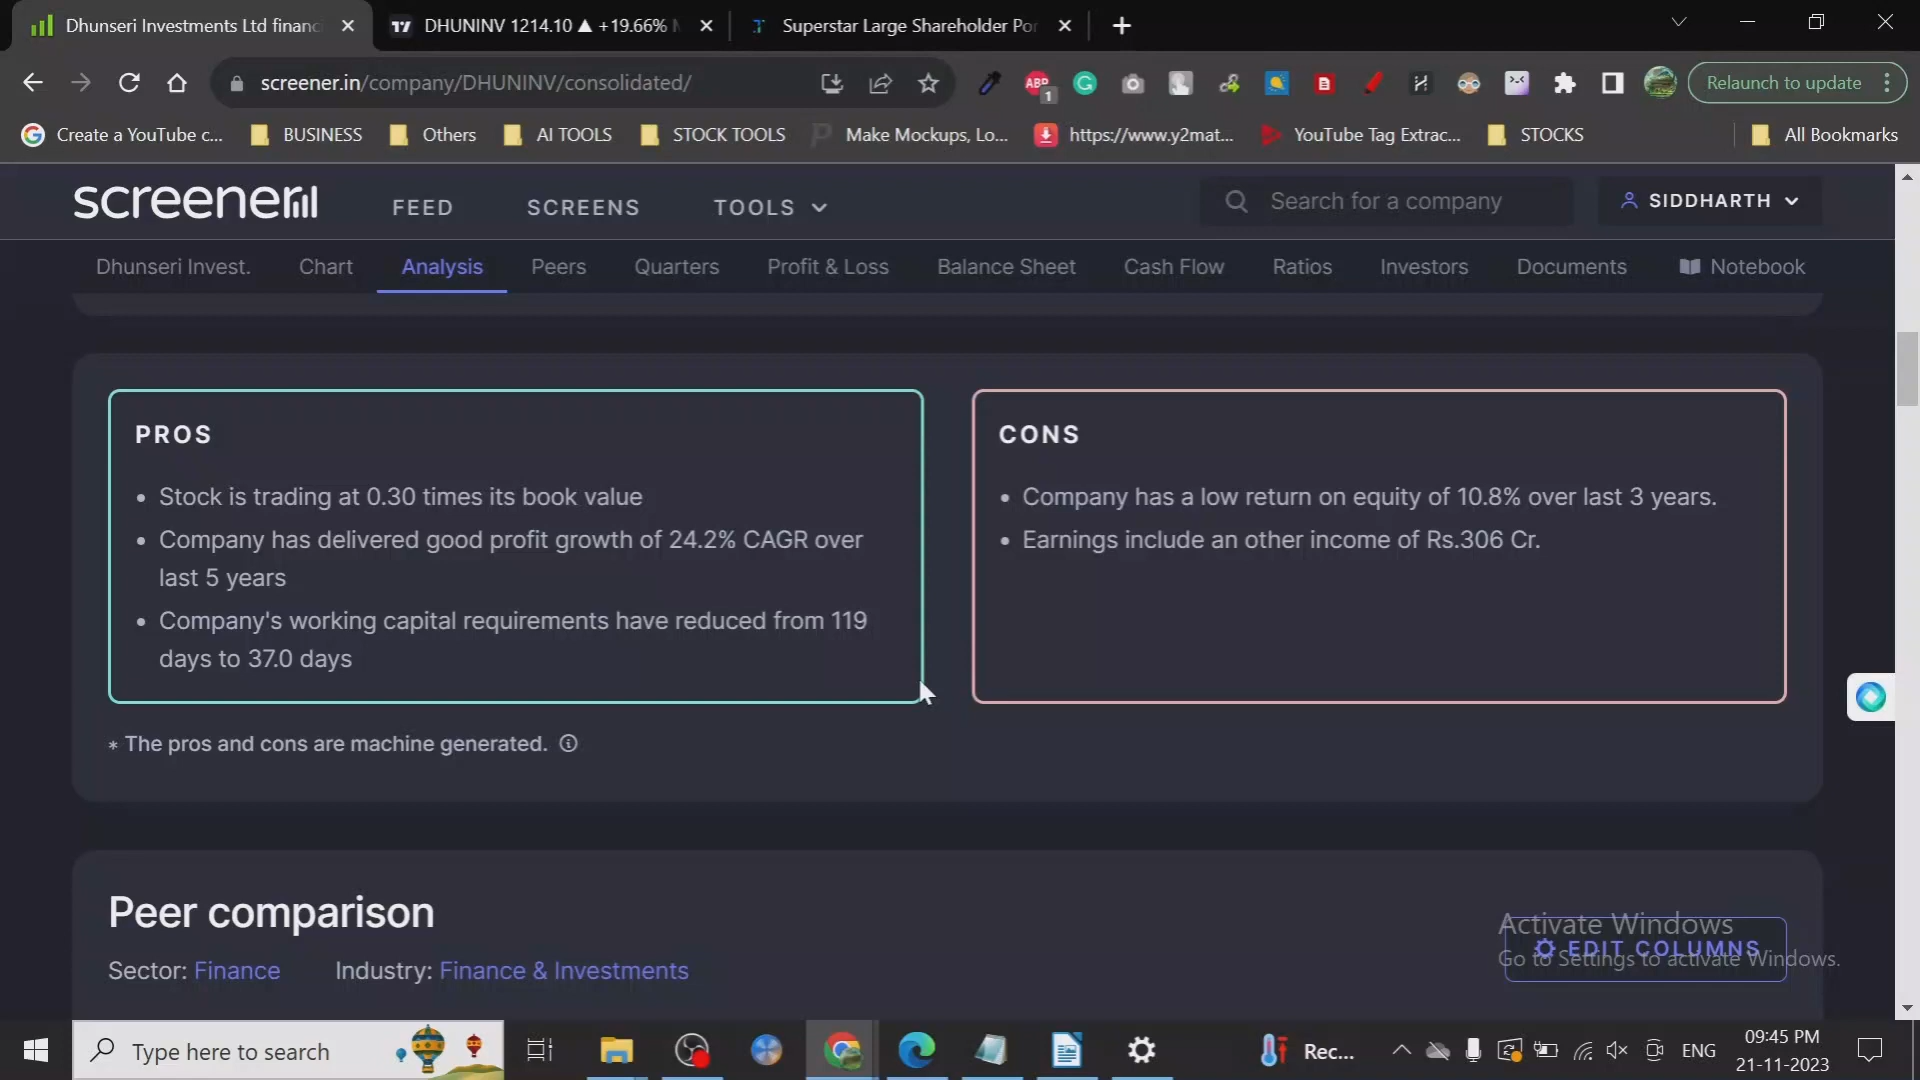 Dhunseri Investments Ltd financ
DHUNINV 1214.10 ▲ +19.66%
Superstar Large Shareholder Por
screener.in/company/DHUNINV/consolidated/
ABP
1
Relaunch to update
Create a YouTube c...
BUSINESS
Others
AI TOOLS
STOCK TOOLS
Make Mockups, Lo...
https://www.y2mat...
YouTube Tag Extrac...
STOCKS
All Bookmarks
screener
FEED
SCREENS
TOOLS
Search for a company
SIDDHARTH
Dhunseri Invest.
Chart
Analysis
Peers
Quarters
Profit & Loss
Balance Sheet
Cash Flow
Ratios
Investors
Documents
Notebook
PROS
• Stock is trading at 0.30 times its book value
• Company has delivered good profit growth of 24.2% CAGR over
last 5 years
• Company's working capital requirements have reduced from 119
days to 37.0 days
CONS
• Company has a low return on equity of 10.8% over last 3 years.
• Earnings include an other income of Rs.306 Cr.
* The pros and cons are machine generated.
Peer comparison
Sector: Finance
Industry: Finance & Investments
EDIT COLUMNS
Activate Windows
Go to Settings to activate Windows.
Type here to search
Rec...
ENG
09:45 PM
21-11-2023